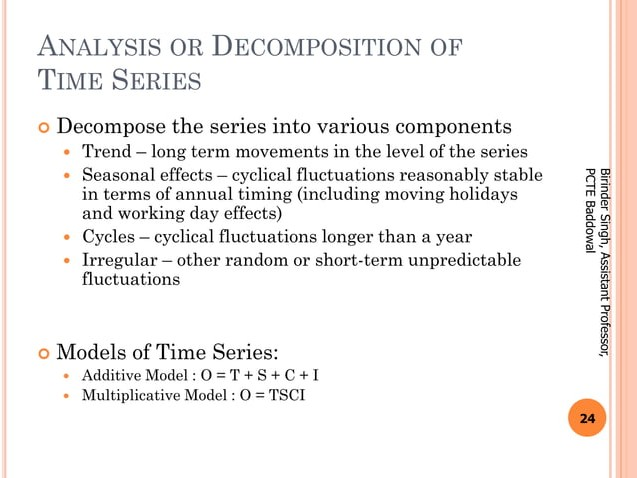 ANALYSIS OR DECOMPOSITION OF
TIME SERIES
Decompose the series into various components
Trend – long term movements in the level of the series
Seasonal effects – cyclical fluctuations reasonably stable
in terms of annual timing (including moving holidays
and working day effects)
Cycles – cyclical fluctuations longer than a year
Irregular – other random or short-term unpredictable
fluctuations
Models of Time Series:
Additive Model : O = T + S + C + I
Multiplicative Model : O = TSCI
Birinder Singh, Assistant Professor,
PCTE Baddowal
24